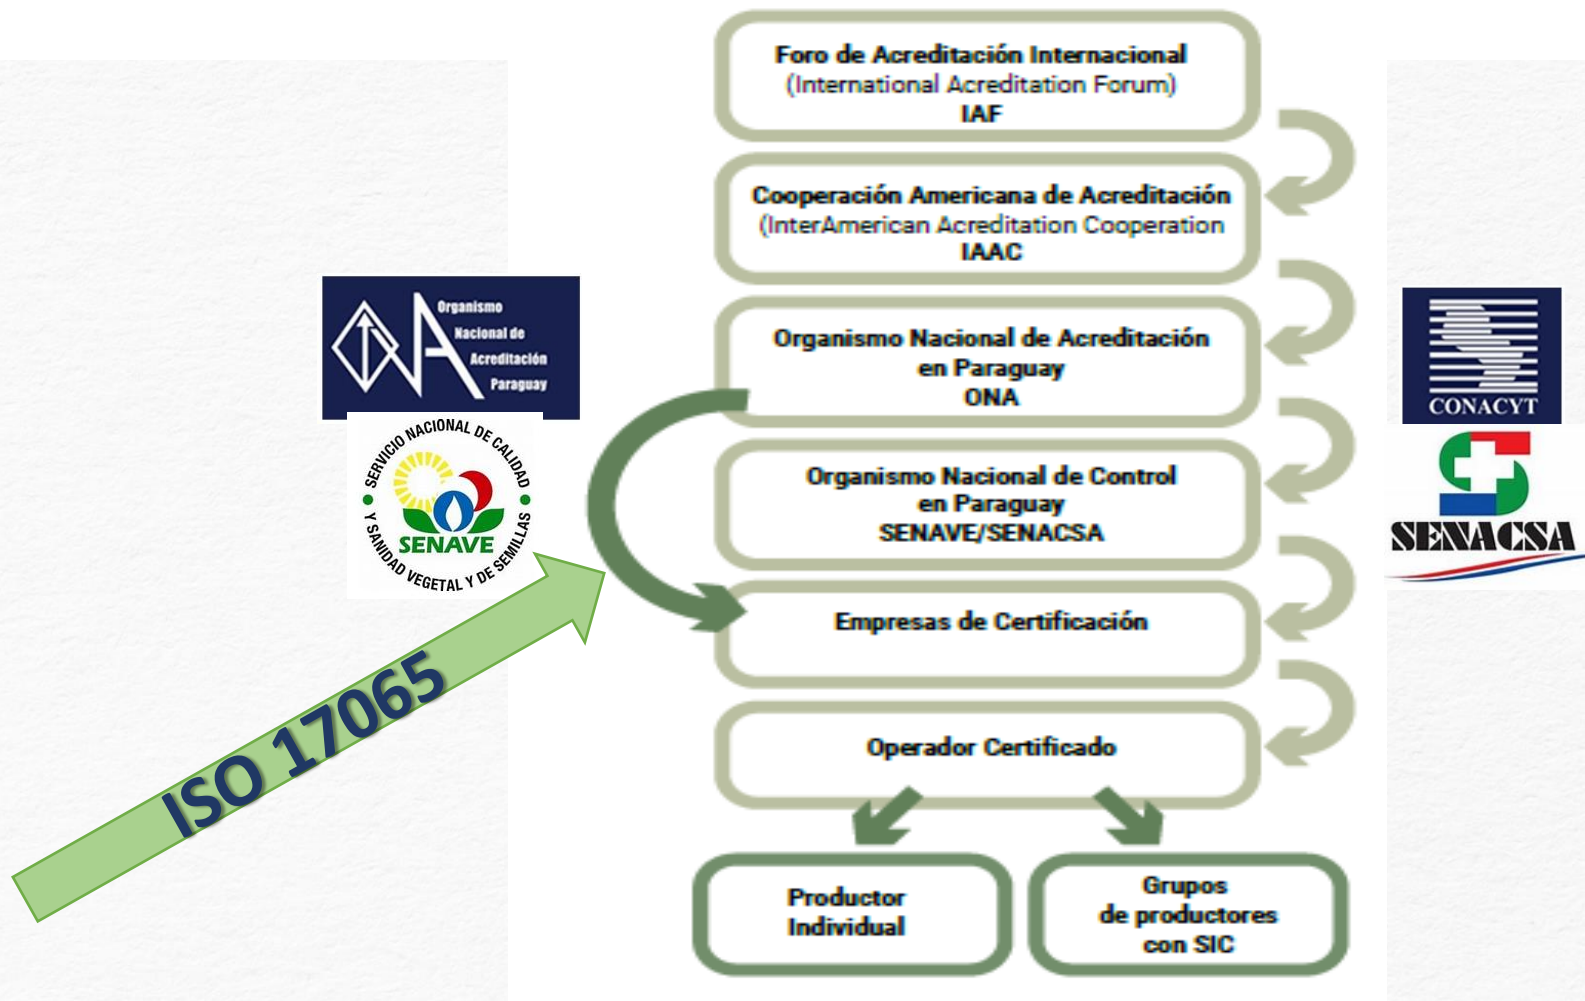 Foro de Acreditación Internacional
(International Acreditation Forum)
IAF
Cooperación Americana de Acreditación
(InterAmerican Acreditation Cooperation
IAAC
Organismo
Nacional de
Acreditación
Paraguay
Organismo Nacional de Acreditación
en Paraguay
ONA
CONACYT
SERVICIO NACIONAL DE CALIDAD
Y SANIDAD VEGETAL Y DE SEMILLAS
SENAVE
Organismo Nacional de Control
en Paraguay
SENAVE/SENACSA
SENACSA
Empresas de Certificación
ISO 17065
Operador Certificado
Productor
Individual
Grupos
de productores
con SIC